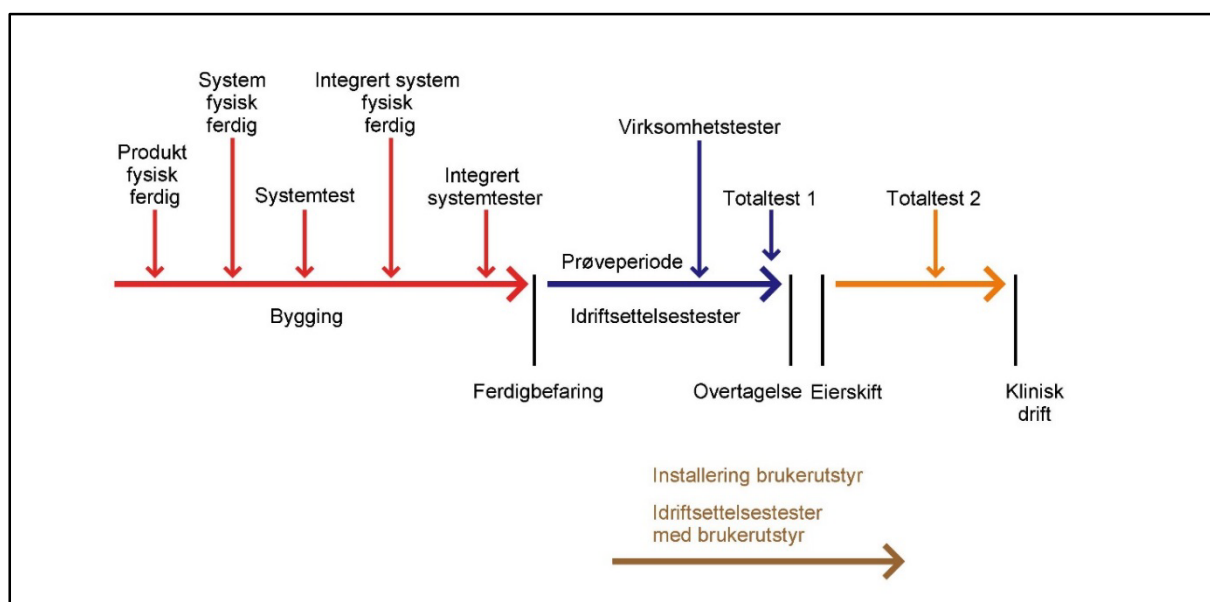 System
fysisk
ferdig
Integrert system
fysisk
ferdig
Virksomhetstester
Produkt
fysisk
ferdig
Systemtest
Integrert
systemtester
Totaltest 1
Totaltest 2
Prøveperiode
Bygging
Idriftsettelsestester
Ferdigbefaring
Overtagelse
Eierskift
Klinisk
drift
Installering brukerutstyr
Idriftsettelsestester
med brukerutstyr